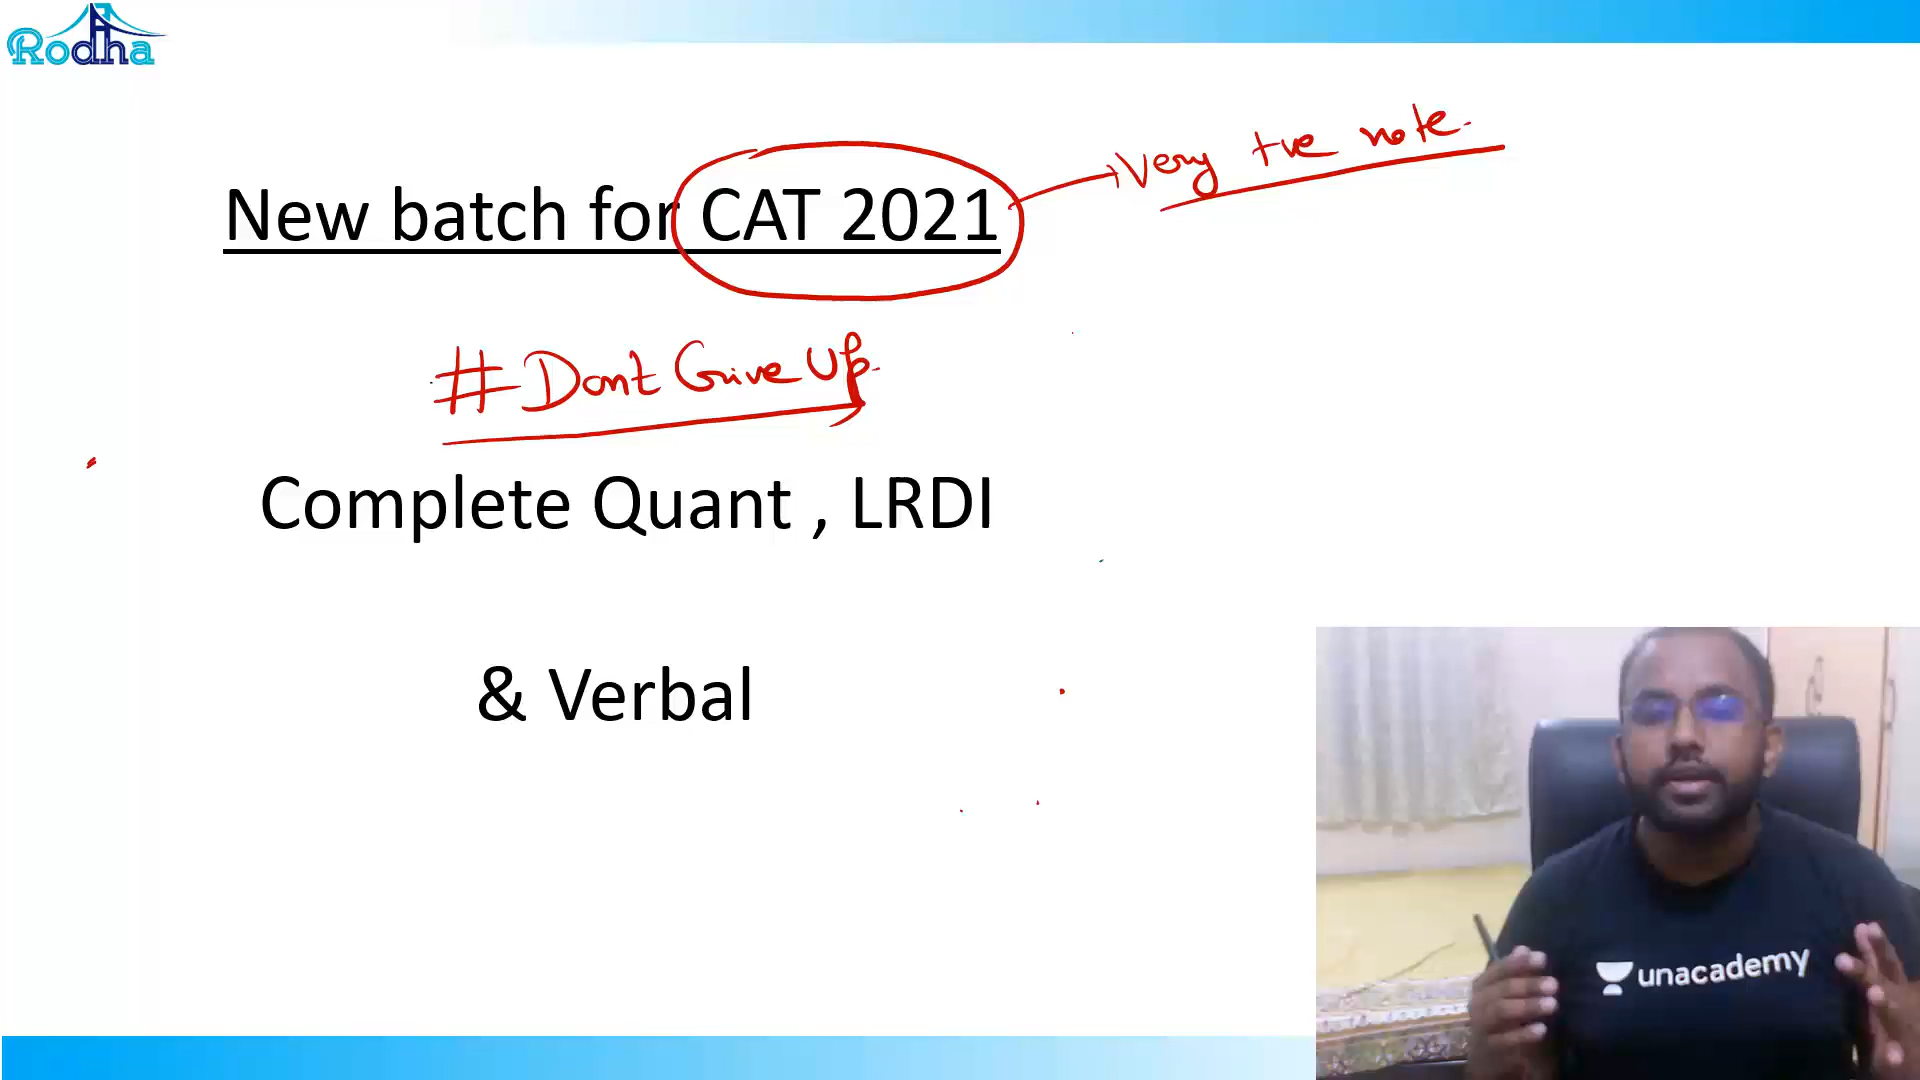 Rodha
Very +ve note.
New batch for CAT 2021
#Dont Give Up.
Complete Quant , LRDI
& Verbal
unacademy